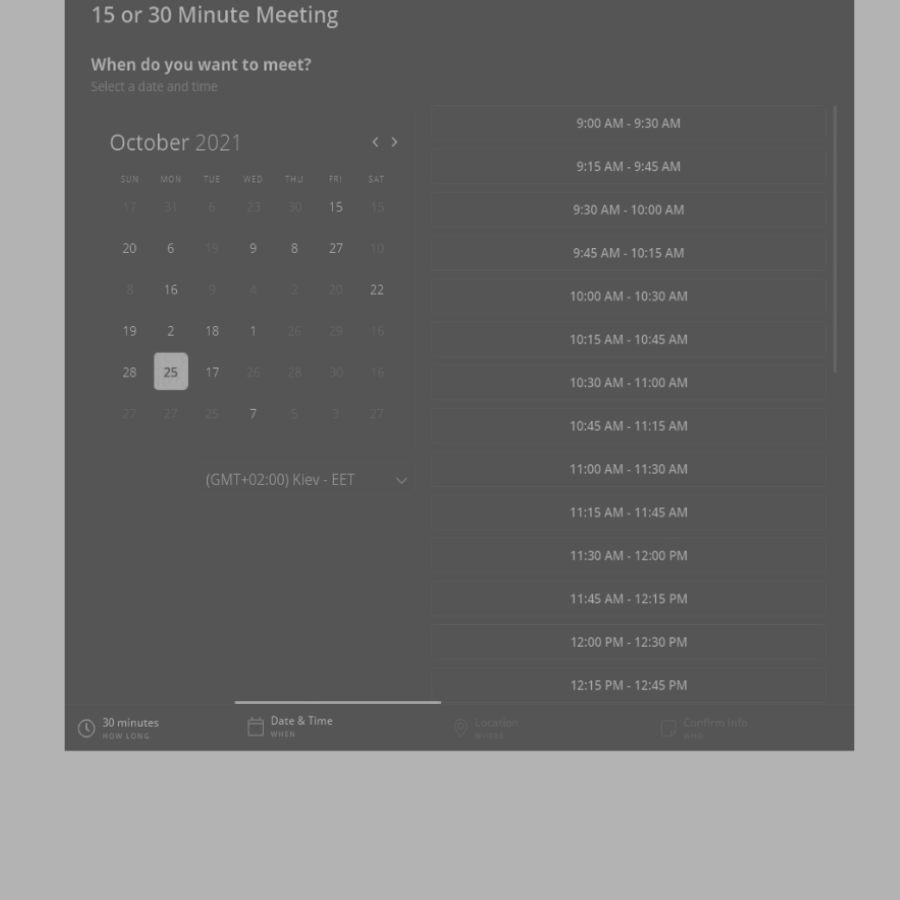 15 or 30 Minute Meeting
When do you want to meet?
Select a date and time
October 2021
SUN MON TUE WED THU FRI SAT
17 31 6 23 30 15 15
20 6 19 9 8 27 10
8 16 9 4 2 20 22
19 2 18 1 26 29 16
28 25 17 26 28 30 16
27 27 25 7 5 3 27
(GMT+02:00) Kiev - EET
9:00 AM - 9:30 AM
9:15 AM - 9:45 AM
9:30 AM - 10:00 AM
9:45 AM - 10:15 AM
10:00 AM - 10:30 AM
10:15 AM - 10:45 AM
10:30 AM - 11:00 AM
10:45 AM - 11:15 AM
11:00 AM - 11:30 AM
11:15 AM - 11:45 AM
11:30 AM - 12:00 PM
11:45 AM - 12:15 PM
12:00 PM - 12:30 PM
12:15 PM - 12:45 PM
30 minutes
HOW LONG
Date & Time
WHEN
Location
WHERE
Confirm Info
WHO